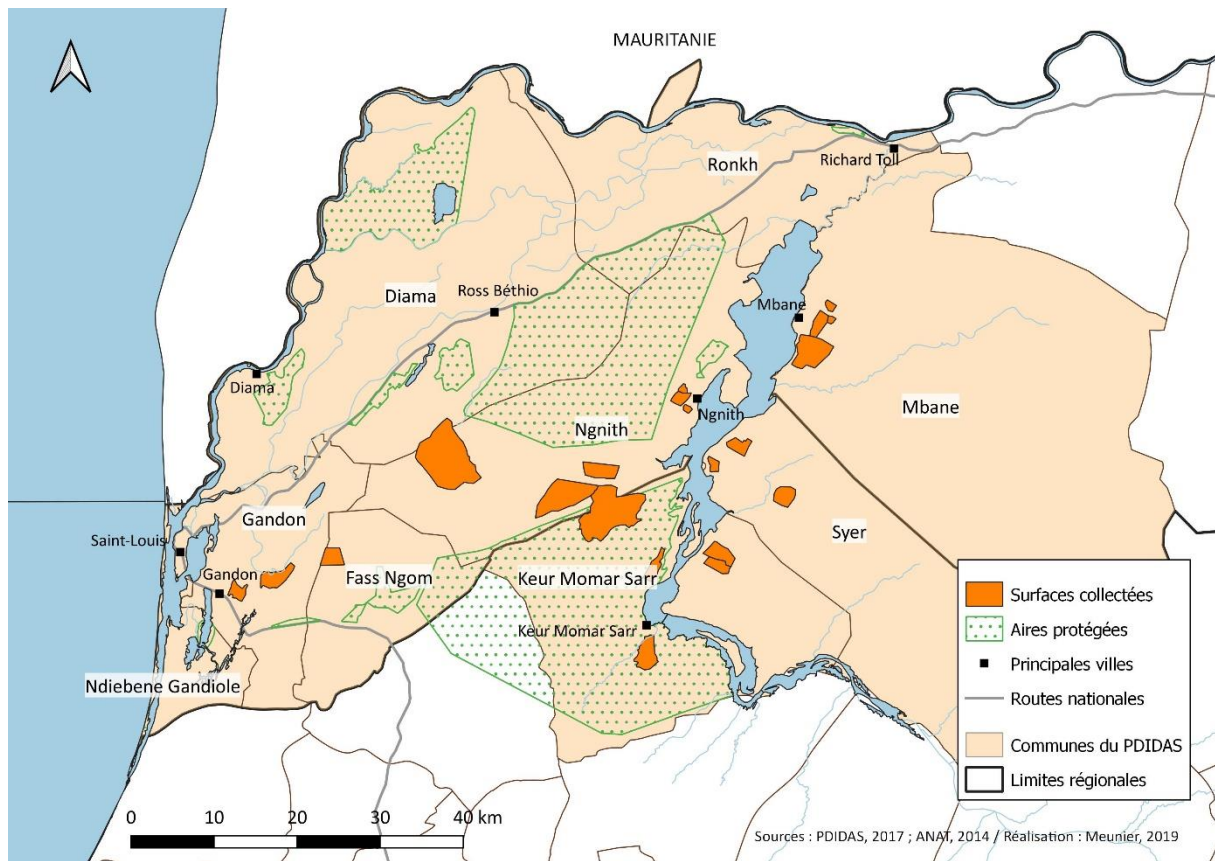 MAURITANIE
Richard Toll
Ronkh
Diama
Ross Béthio
Mbane
Diama
Ngnith
Mbane
Ngnith
Gandon
Saint-Louis
Syer
Gandon
Fass Ngom
Keur Momar Sarr
Keur Momar Sarr
Ndiebene Gandiole
Surfaces collectées
Aires protégées
Principales villes
Routes nationales
Communes du PDIDAS
Limites régionales
0 10 20 30 40 km
Sources : PDIDAS, 2017 ; ANAT, 2014 / Réalisation : Meunier, 2019